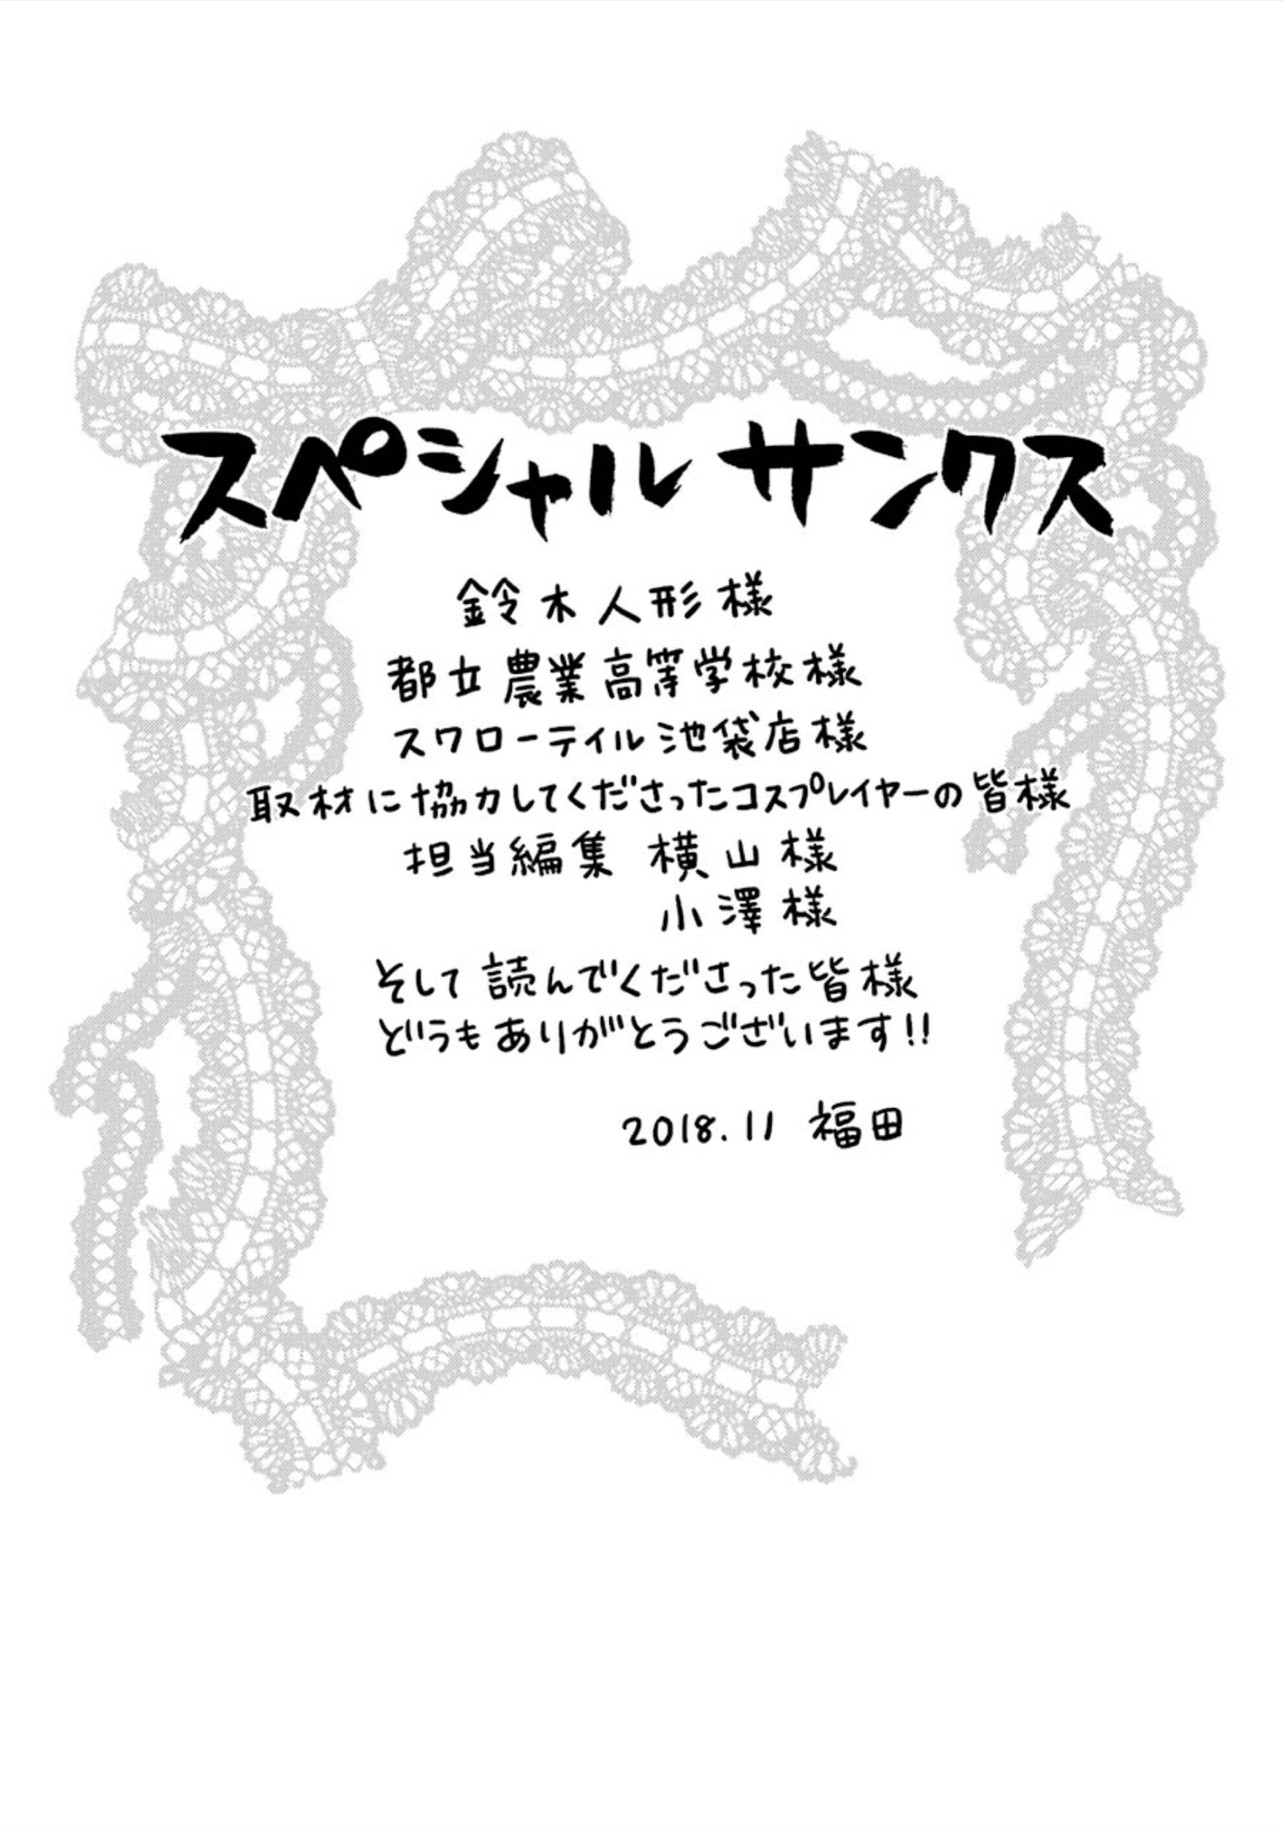 スペシャル サンクス
鈴木人形様
都立農業高等学校様
スワローテイル池袋店様
取材に協力してくださったコスプレイヤーの皆様
担当編集 横山様
小澤様
そして読んでくださった皆様
どうもありがとうございます!!
2018.11 福田